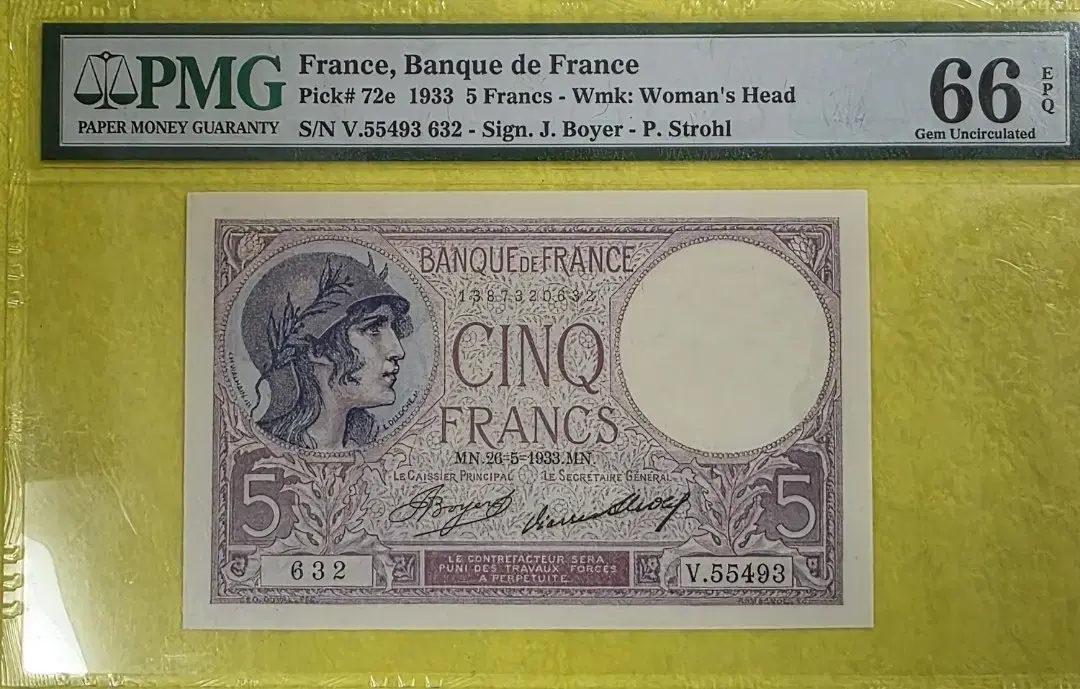 PMG
PAPER MONEY GUARANTY
France, Banque de France
Pick# 72e 1933 5 Francs - Wmk: Woman's Head
S/N V.55493 632 - Sign. J. Boyer - P. Strohl
66
EPQ
Gem Uncirculated
BANQUE DE FRANCE
1387320632
CINQ
FRANCS
MN.26=5=1933.MN.
LE CAISSIER PRINCIPAL
LE SECRÉTAIRE GÉNÉRAL
JBoyer
5
5
632
LE CONTREFACTEUR SERA
PUNI DES TRAVAUX FORCÉS
A PERPÉTUITÉ
V.55493